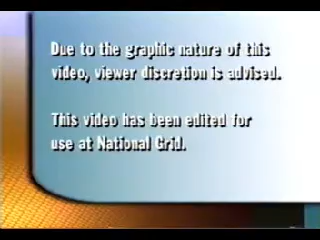 Due to the graphic nature of this
video, viewer discretion is advised.
This video has been edited for
use at National Grid.